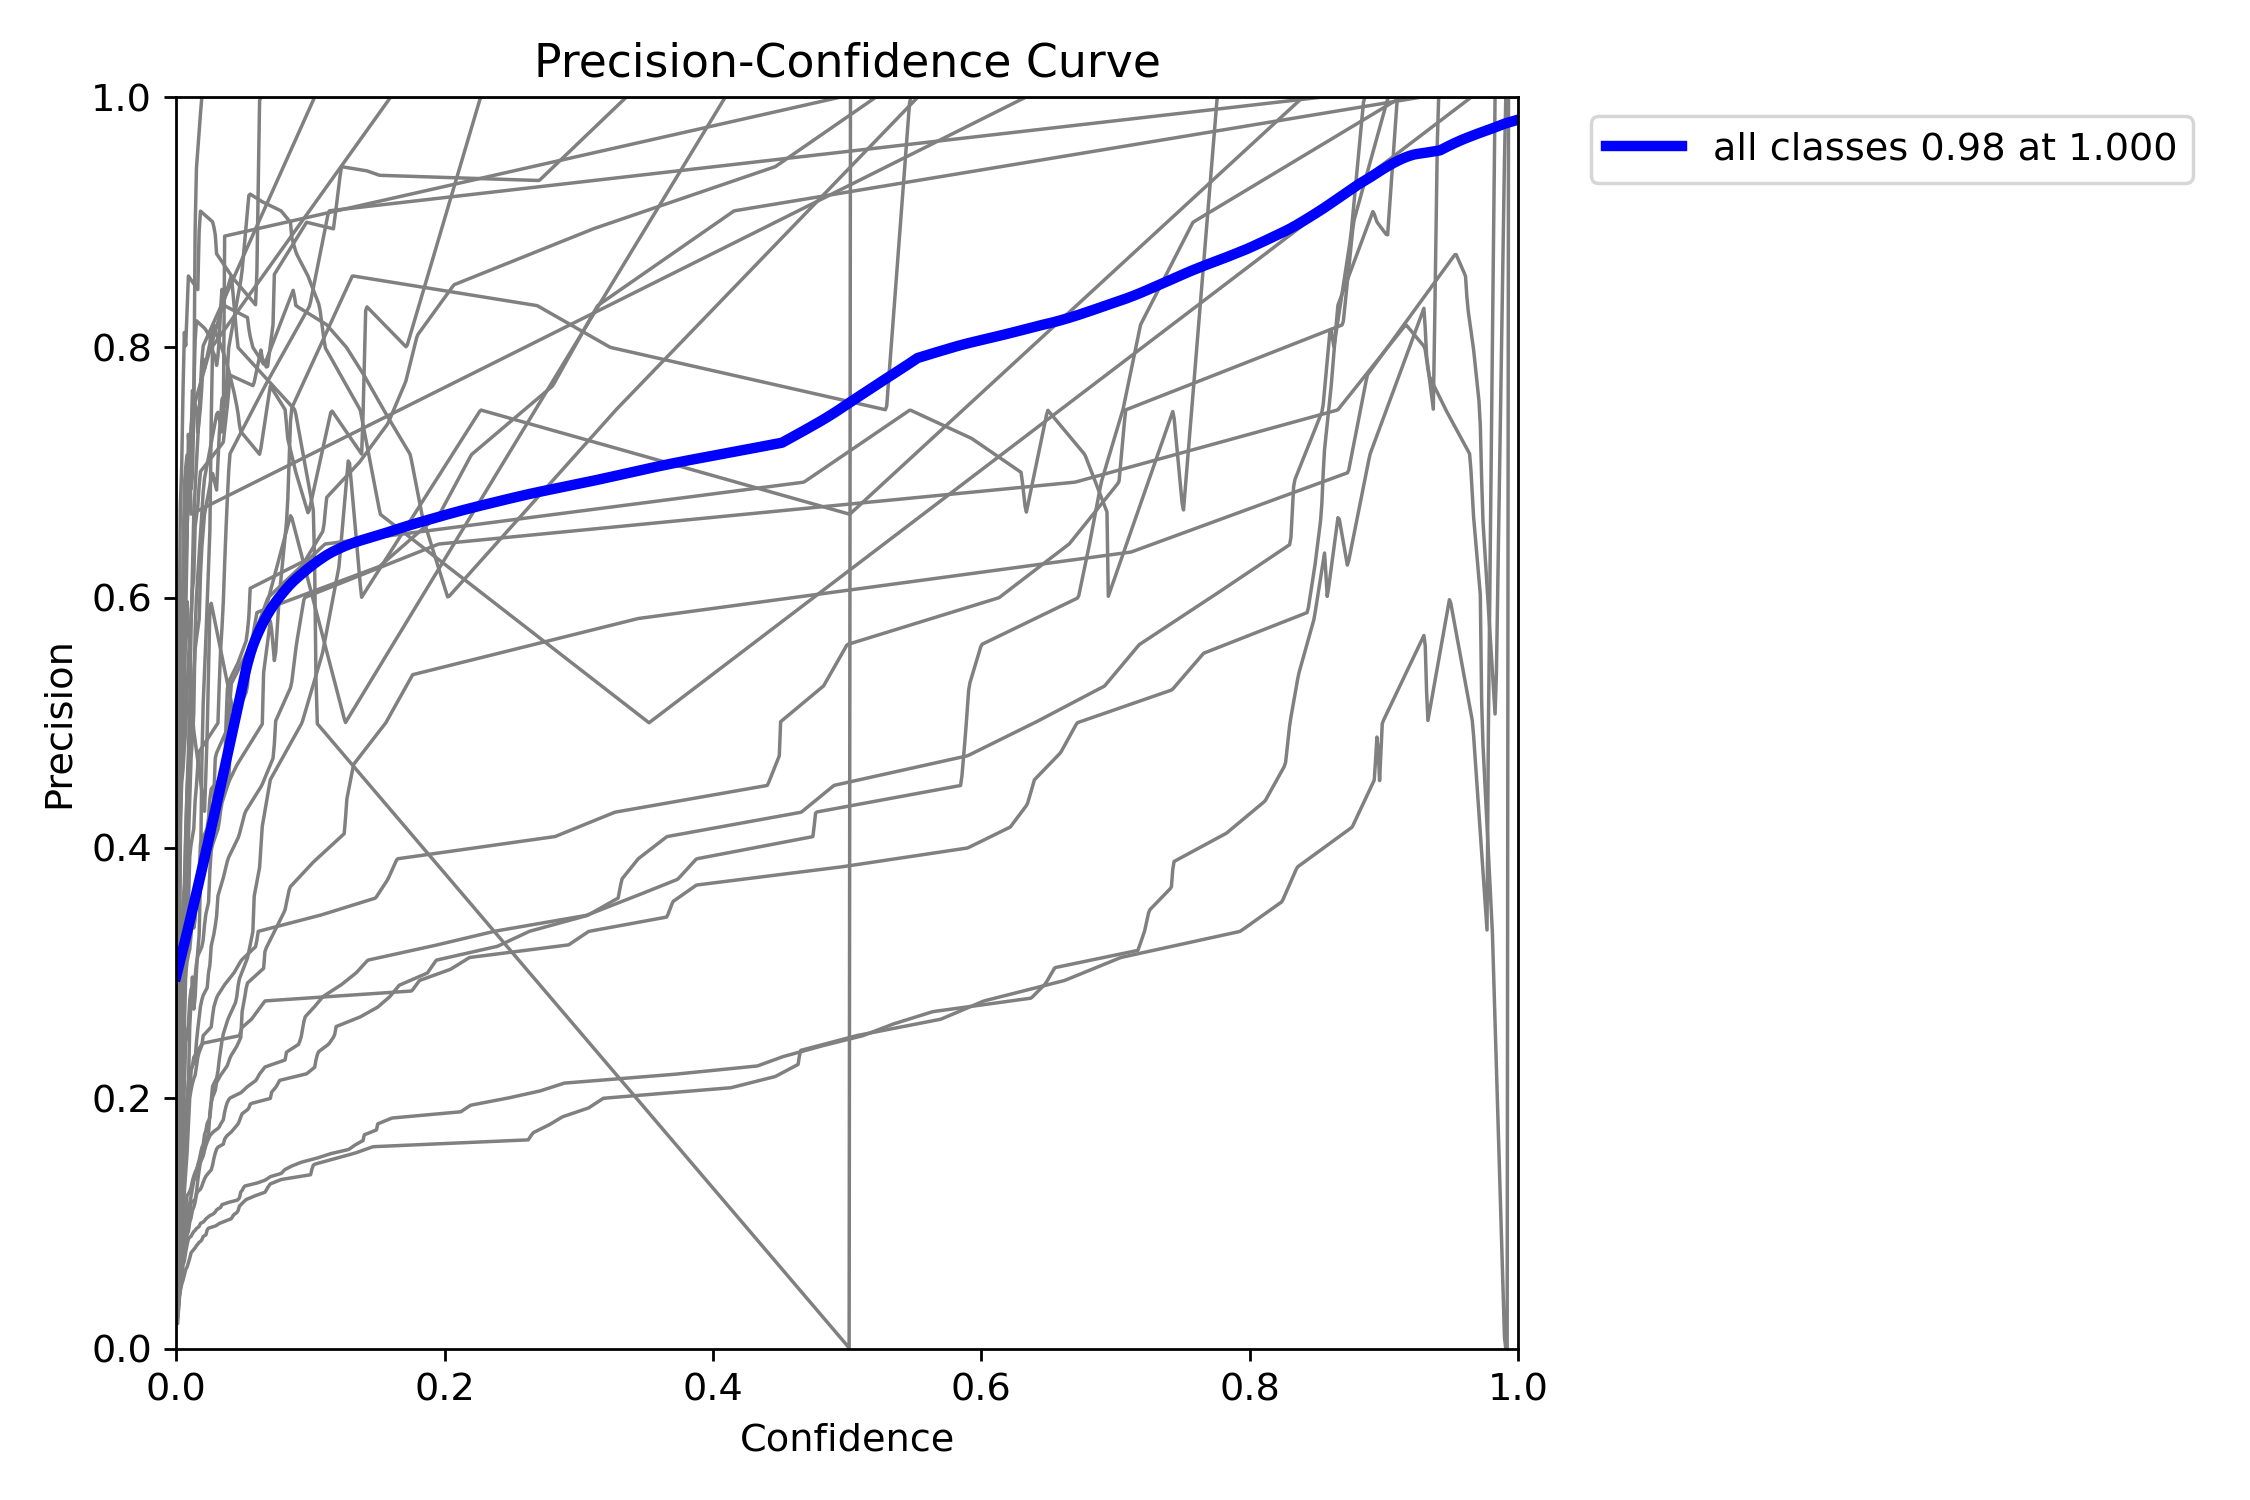 Precision-Confidence Curve
all classes 0.98 at 1.000
Precision
1.0
0.8
0.6
0.4
0.2
0.0
0.0 0.2 0.4 0.6 0.8 1.0
Confidence